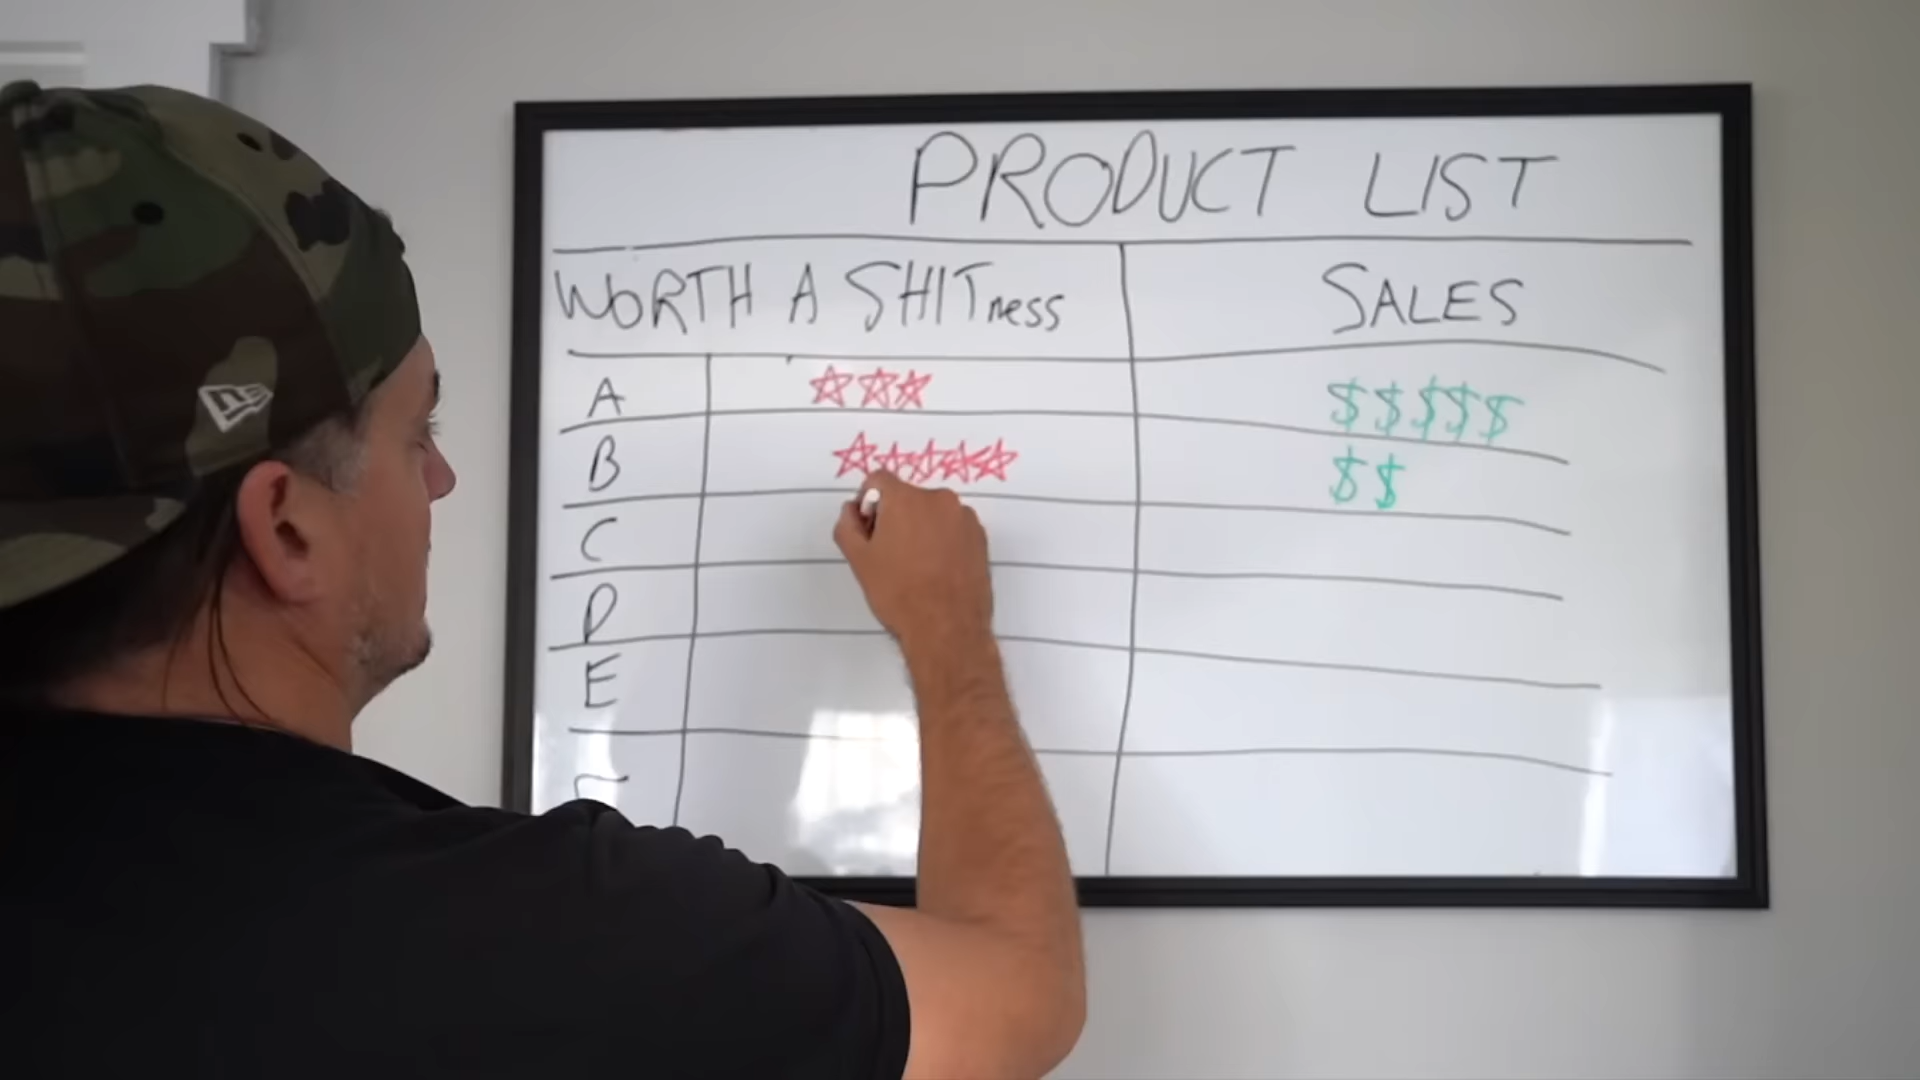 PRODUCT LIST
WORTH A SHITness SALES
A ☆☆☆ $$$$$
B ☆☆☆☆☆ $$
C
D
E